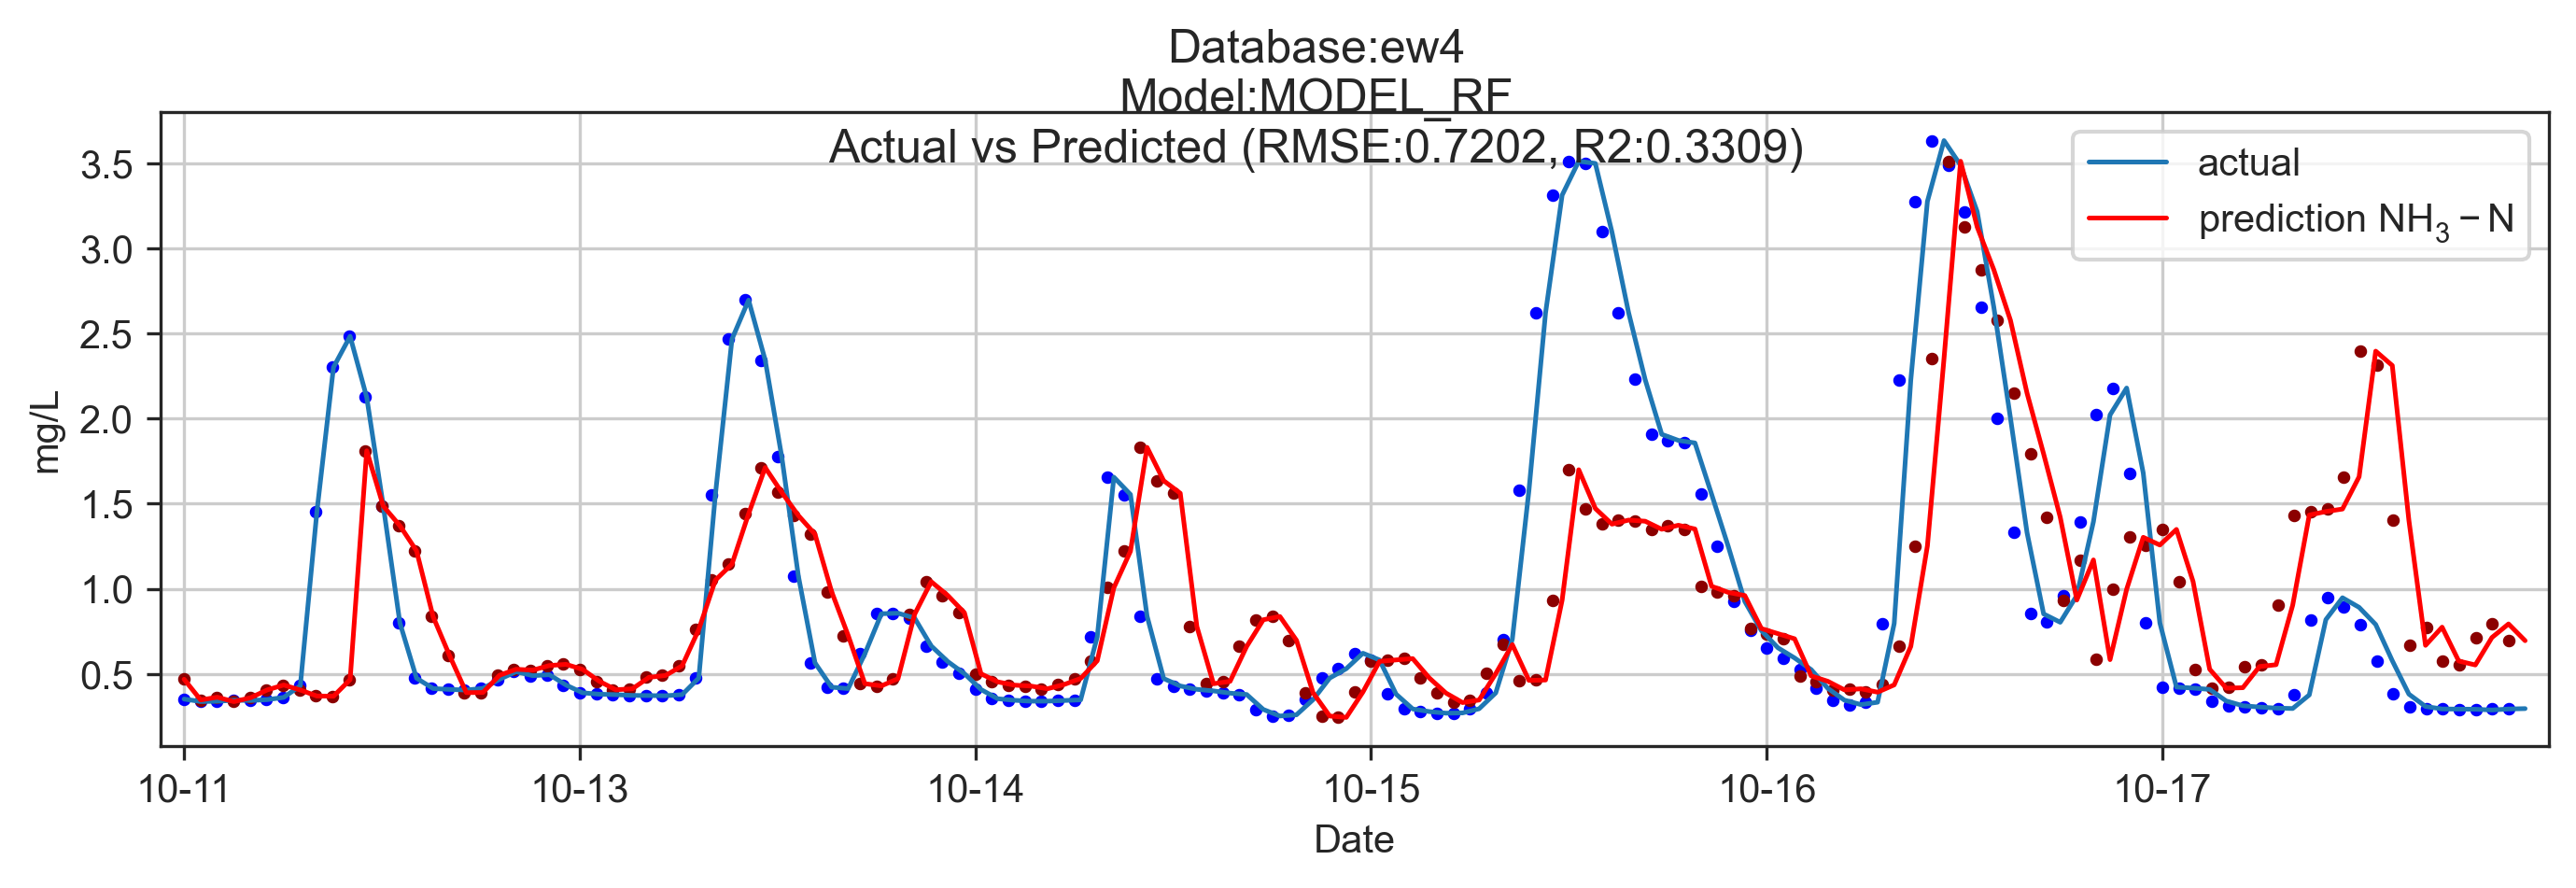 Database:ew4
Model:MODEL_RF
Actual vs Predicted (RMSE:0.7202, R2:0.3309)
actual
prediction NH₃ − N
mg/L
3.5
3.0
2.5
2.0
1.5
1.0
0.5
10-11
10-13
10-14
10-15
10-16
10-17
Date